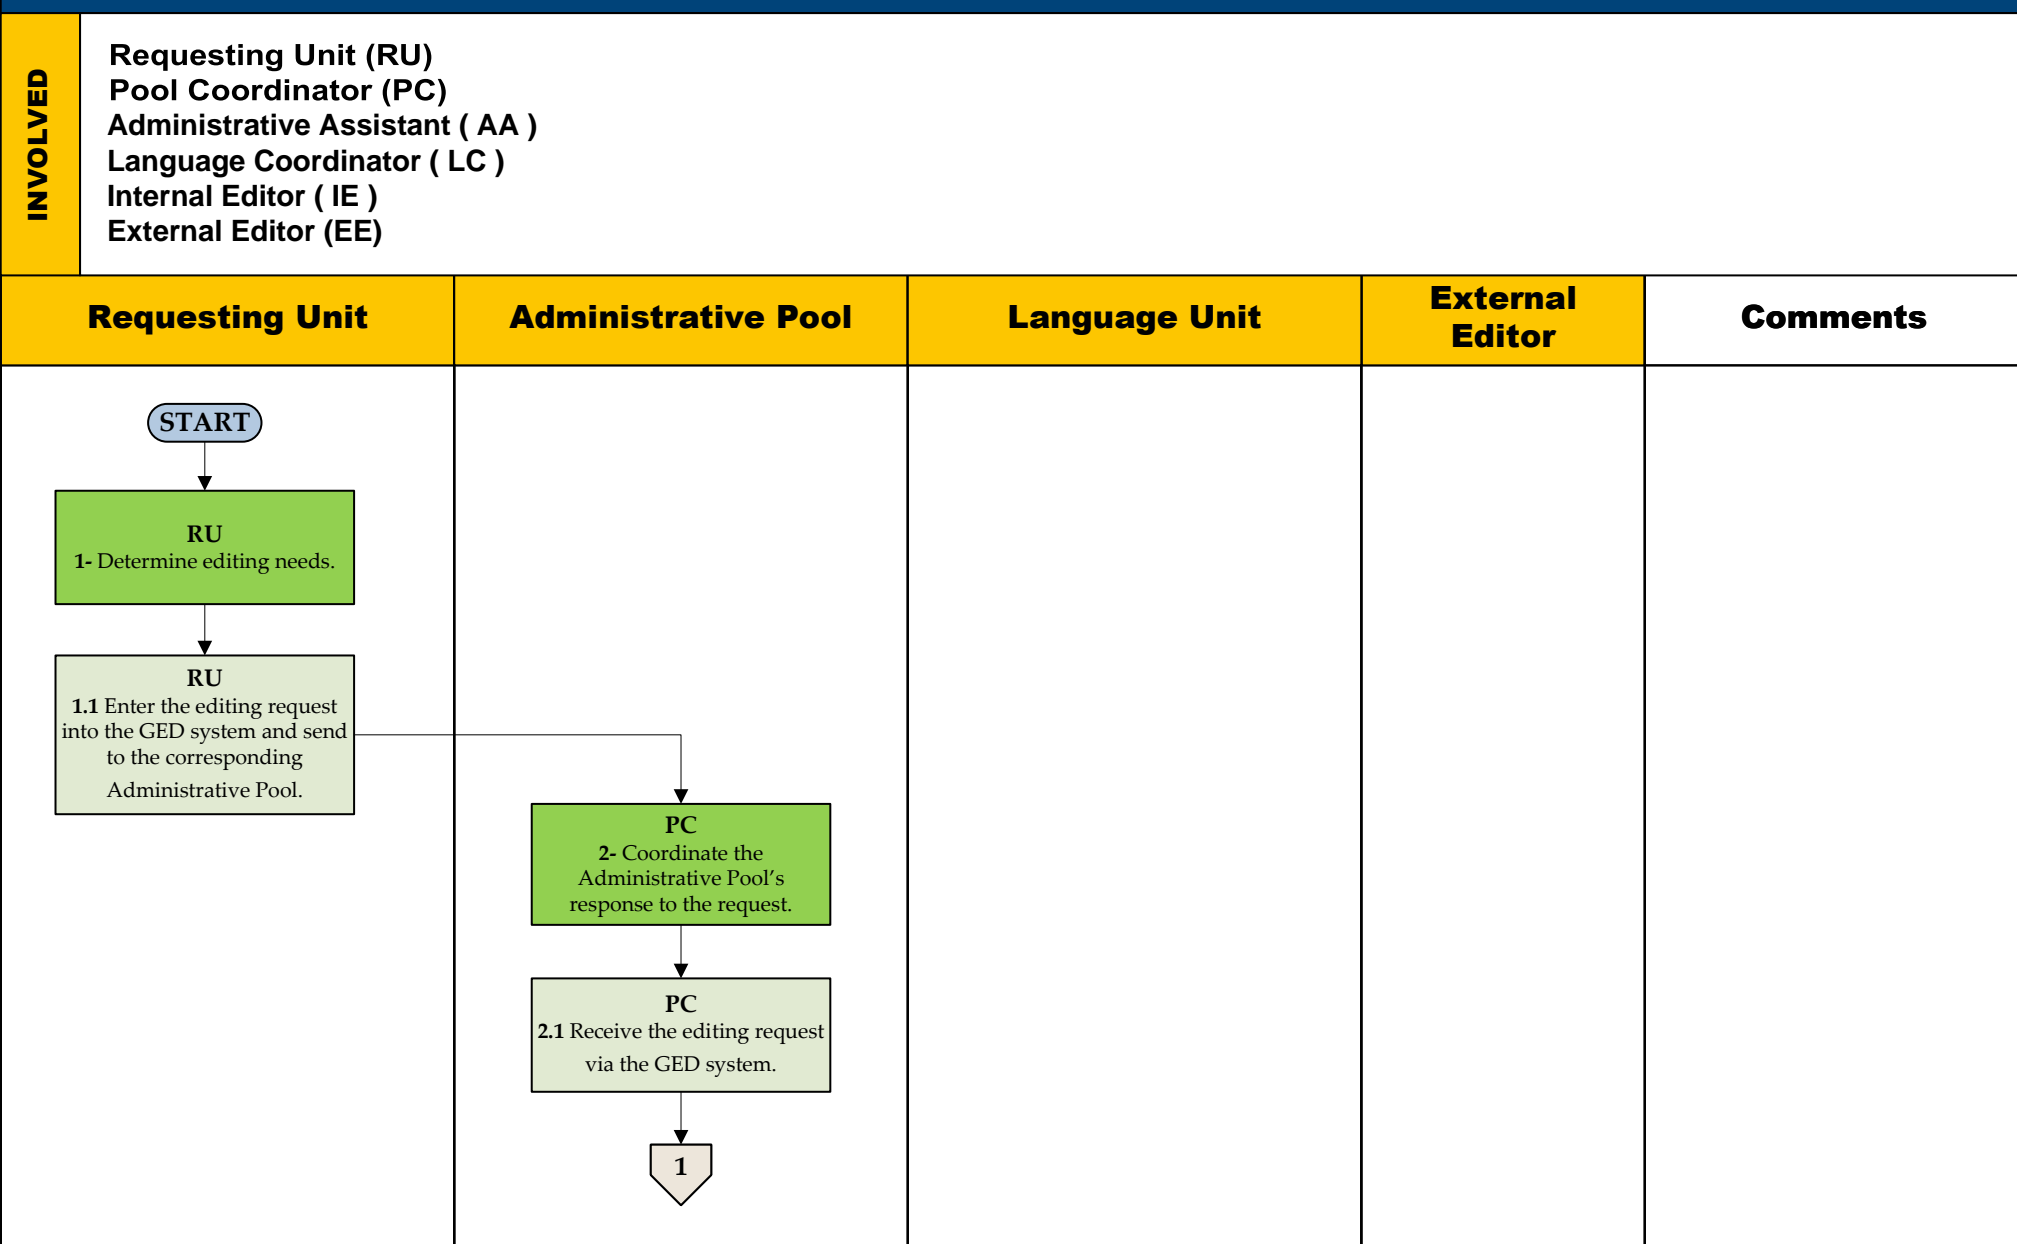 INVOLVED
Requesting Unit (RU)
Pool Coordinator (PC)
Administrative Assistant ( AA )
Language Coordinator ( LC )
Internal Editor ( IE )
External Editor (EE)
Requesting Unit
Administrative Pool
Language Unit
External
Editor
Comments
START
RU
1- Determine editing needs.
RU
1.1 Enter the editing request
into the GED system and send
to the corresponding
Administrative Pool.
PC
2- Coordinate the
Administrative Pool’s
response to the request.
PC
2.1 Receive the editing request
via the GED system.
1